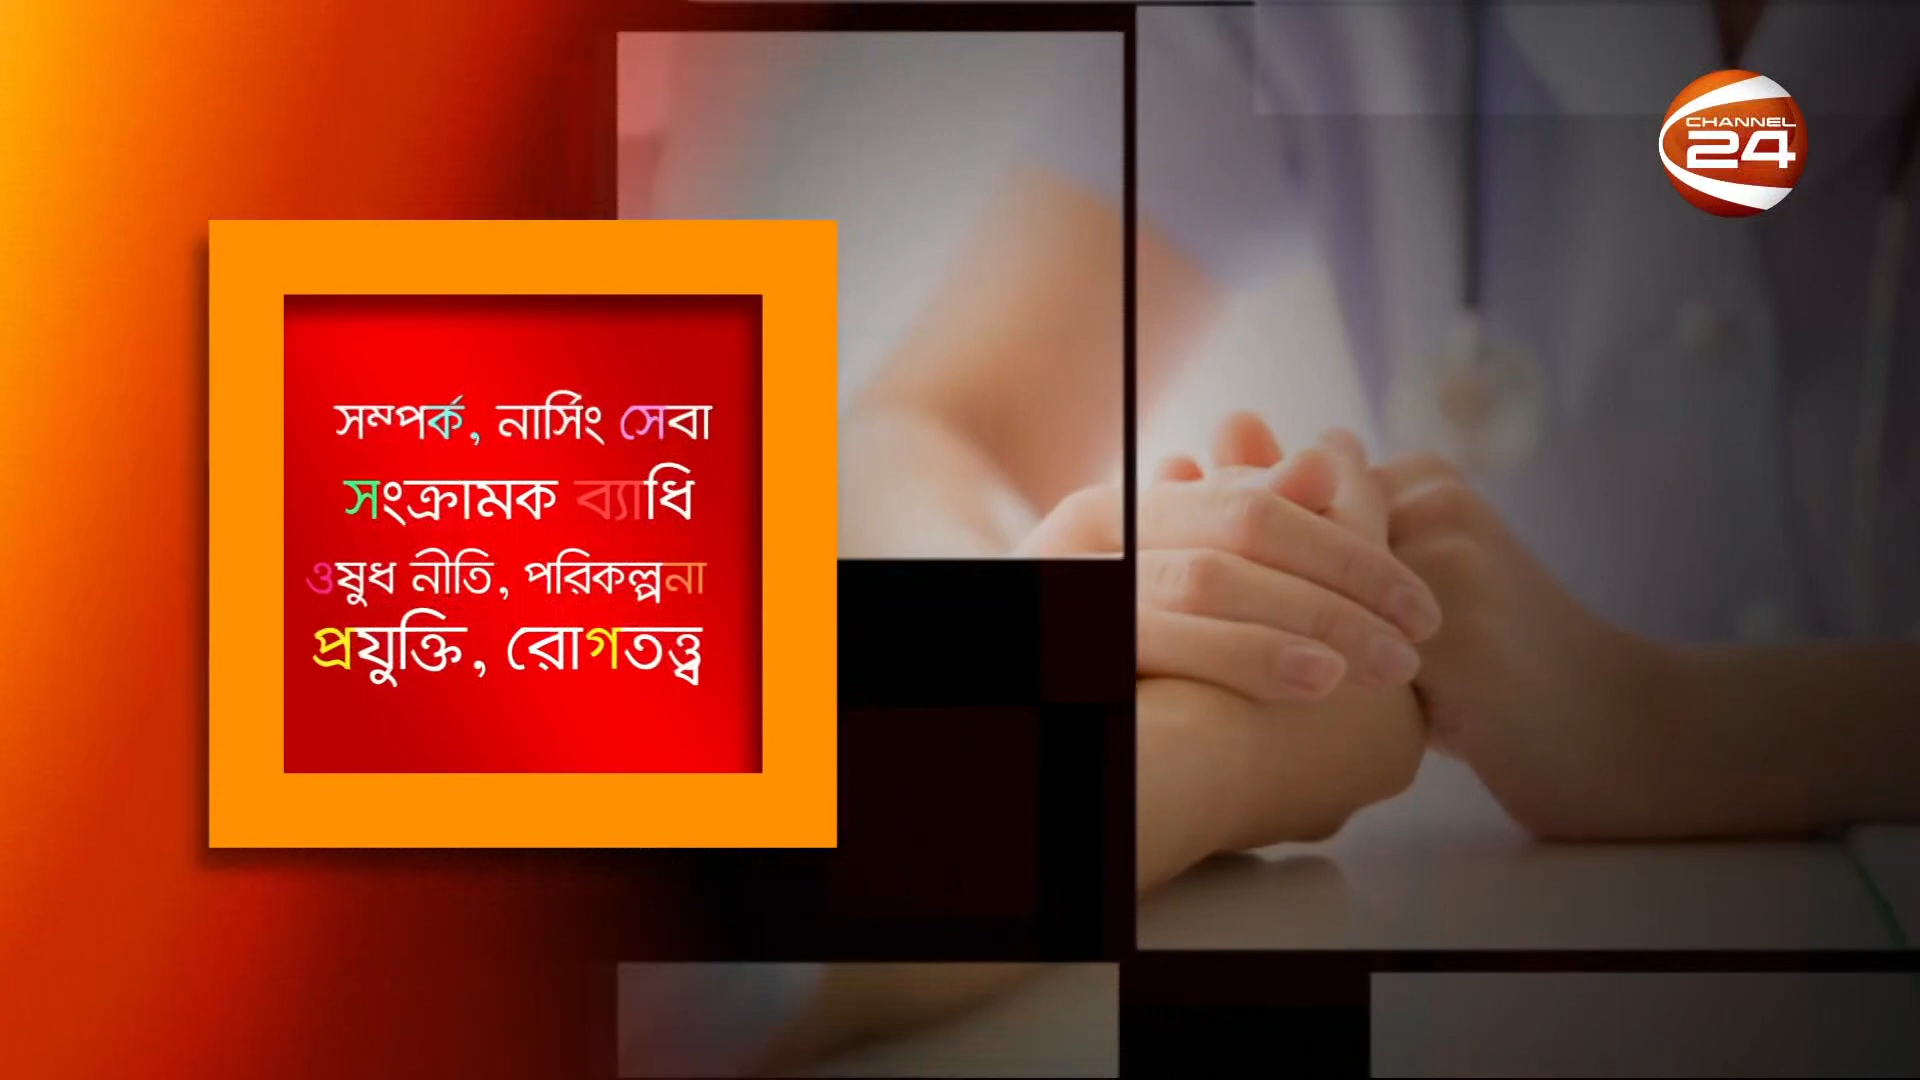 CHANNEL
24
সম্পর্ক, নার্সিং সেবা
সংক্রামক ব্যাধি
ওষুধ নীতি, পরিকল্পনা
প্রযুক্তি, রোগতত্ত্ব